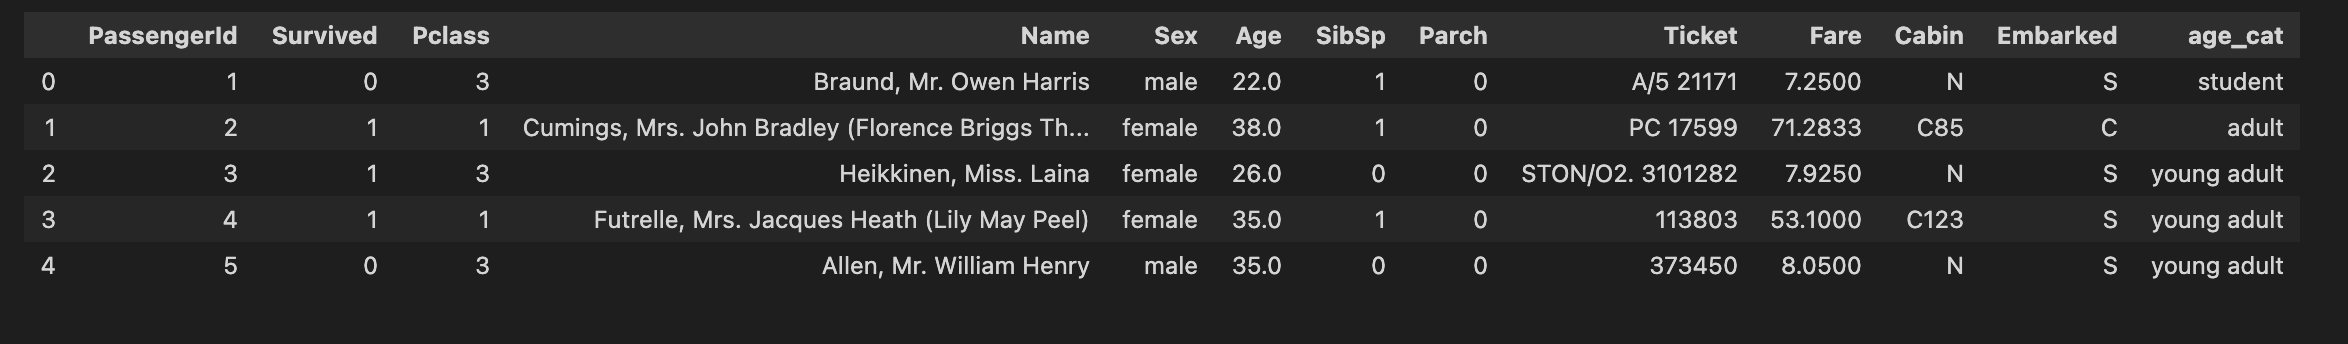 PassengerId Survived Pclass Name Sex Age SibSp Parch Ticket Fare Cabin Embarked age_cat
0 1 0 3 Braund, Mr. Owen Harris male 22.0 1 0 A/5 21171 7.2500 N S student
1 2 1 1 Cumings, Mrs. John Bradley (Florence Briggs Th... female 38.0 1 0 PC 17599 71.2833 C85 C adult
2 3 1 3 Heikkinen, Miss. Laina female 26.0 0 0 STON/O2. 3101282 7.9250 N S young adult
3 4 1 1 Futrelle, Mrs. Jacques Heath (Lily May Peel) female 35.0 1 0 113803 53.1000 C123 S young adult
4 5 0 3 Allen, Mr. William Henry male 35.0 0 0 373450 8.0500 N S young adult